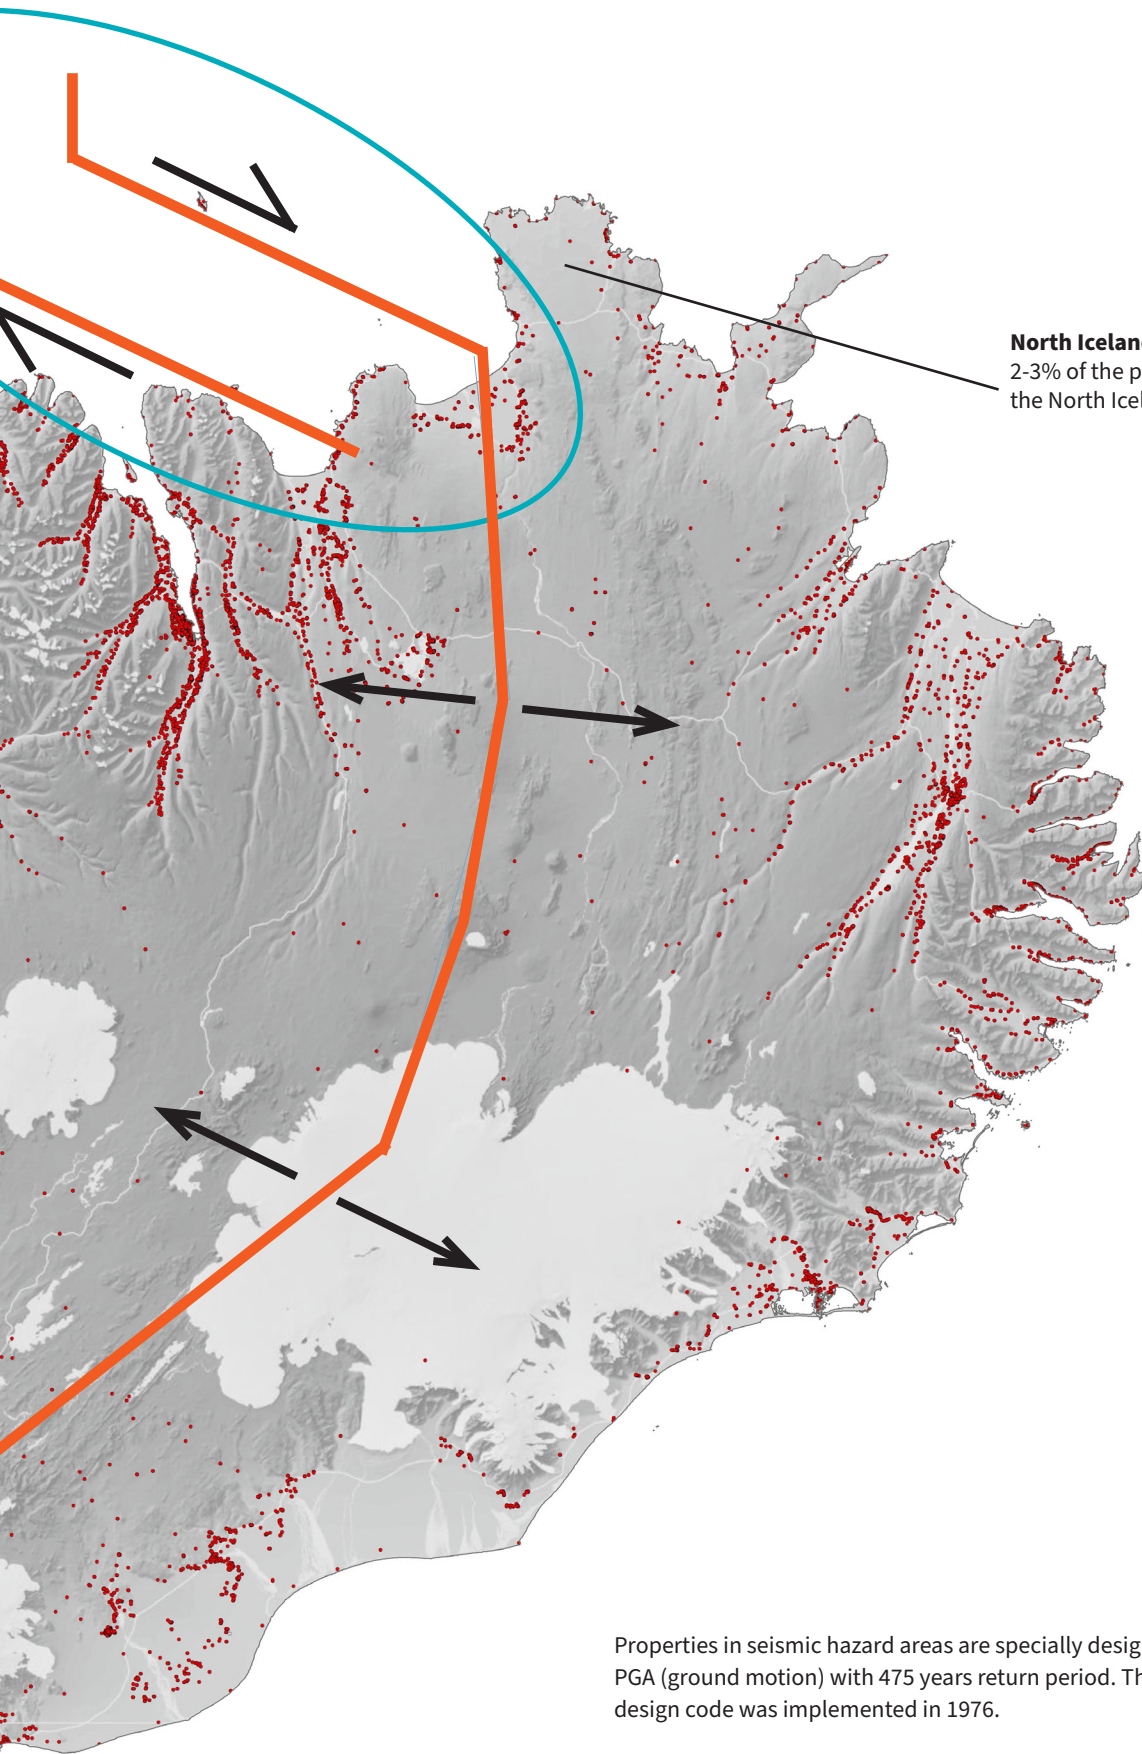 North Icelan
2-3% of the p
the North Icel
Properties in seismic hazard areas are specially desig
PGA (ground motion) with 475 years return period. Th
design code was implemented in 1976.